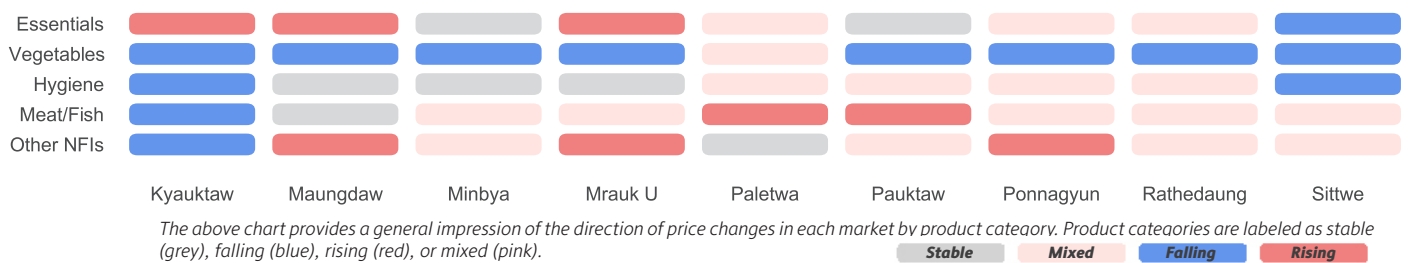 Essentials
Vegetables
Hygiene
Meat/Fish
Other NFIs
Kyauktaw Maungdaw Minbya Mrauk U Paletwa Pauktaw Ponnagyun Rathedaung Sittwe
The above chart provides a general impression of the direction of price changes in each market by product category. Product categories are labeled as stable
(grey), falling (blue), rising (red), or mixed (pink).
Stable Mixed Falling Rising